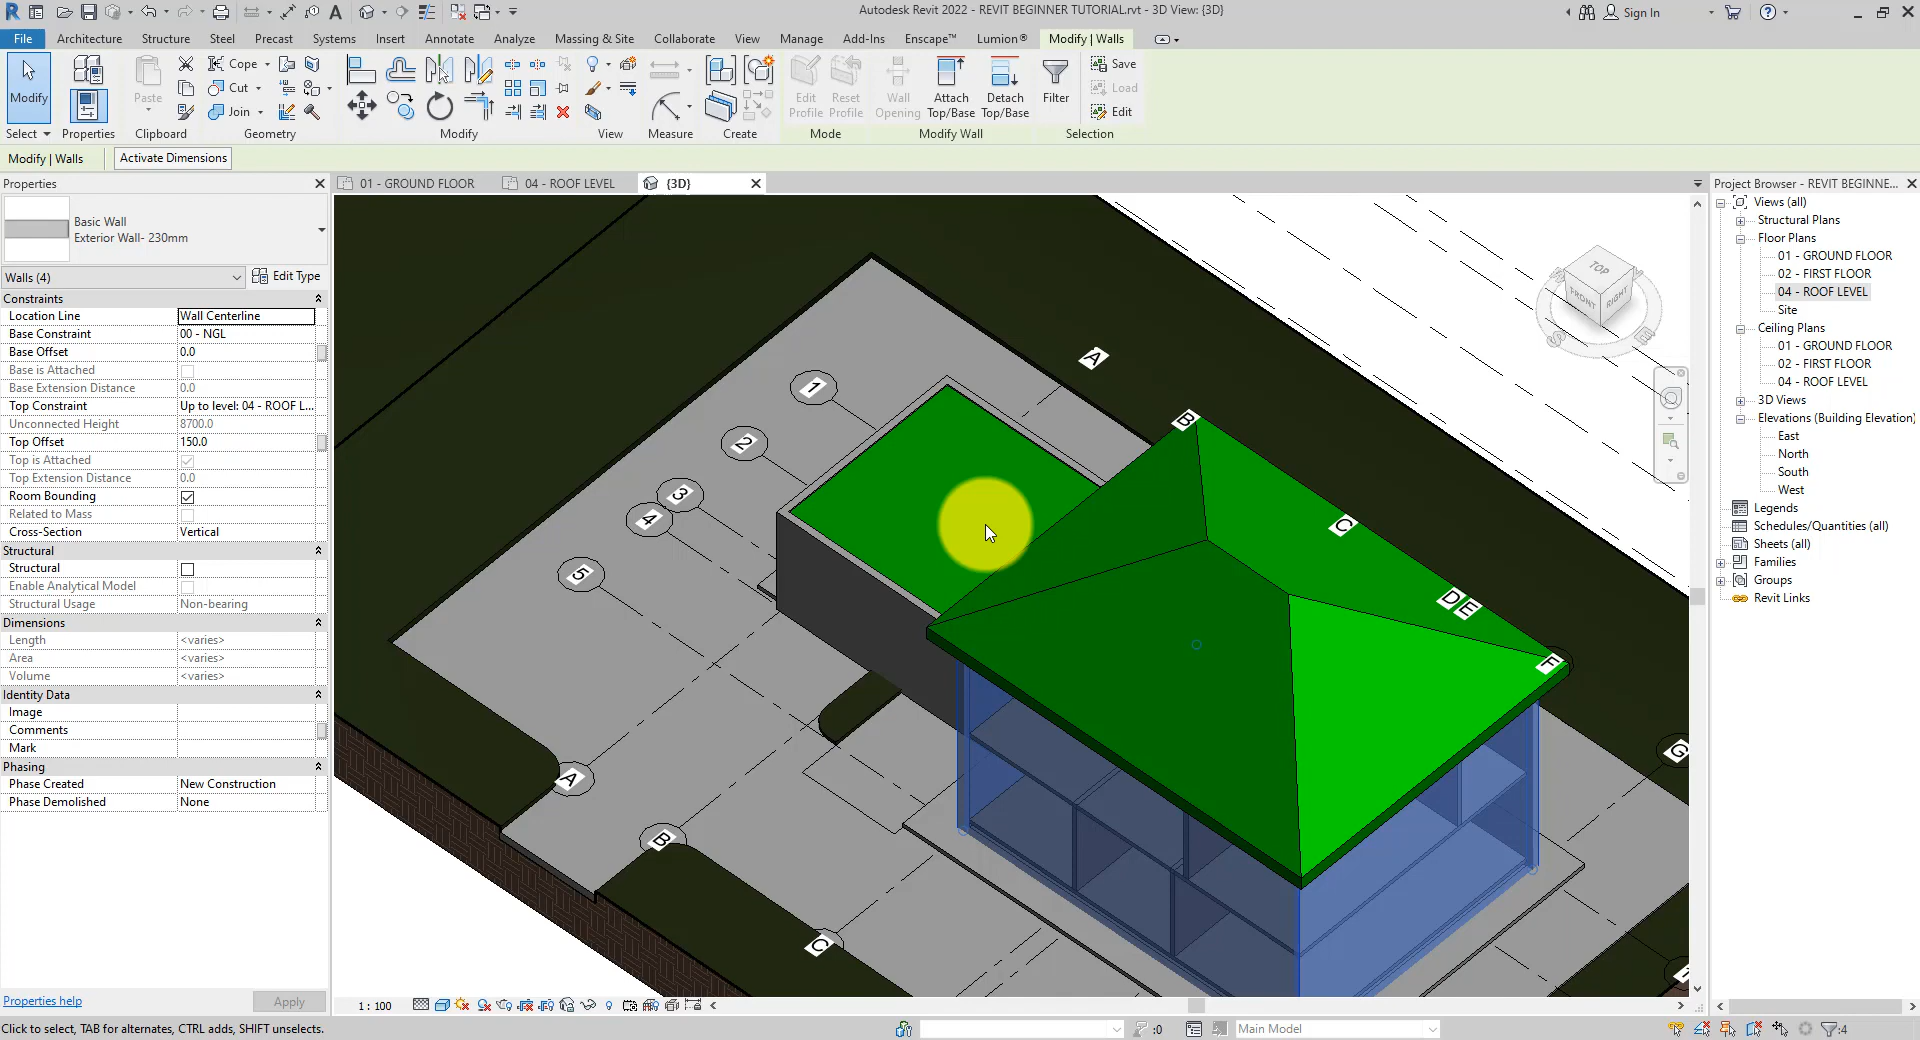 Autodesk Revit 2022 - REVIT BEGINNER TUTORIAL.rvt - 3D View: {3D}
Sign In
File
Architecture
Structure
Steel
Precast
Systems
Insert
Annotate
Analyze
Massing & Site
Collaborate
View
Manage
Add-Ins
Enscape™
Lumion®
Modify | Walls
Modify
Select
Properties
Paste
Clipboard
Cope
Cut
Join
Geometry
Modify
View
Measure
Create
Edit
Profile
Reset
Profile
Mode
Wall
Opening
Attach
Top/Base
Detach
Top/Base
Modify Wall
Filter
Save
Load
Edit
Selection
Modify | Walls
Activate Dimensions
Properties
Basic Wall
Exterior Wall- 230mm
Walls (4)
Edit Type
Constraints
Location Line Wall Centerline
Base Constraint 00 - NGL
Base Offset 0.0
Base is Attached
Base Extension Distance 0.0
Top Constraint Up to level: 04 - ROOF L...
Unconnected Height 8700.0
Top Offset 150.0
Top is Attached
Top Extension Distance 0.0
Room Bounding
Related to Mass
Cross-Section Vertical
Structural
Structural
Enable Analytical Model
Structural Usage Non-bearing
Dimensions
Length <varies>
Area <varies>
Volume <varies>
Identity Data
Image
Comments
Mark
Phasing
Phase Created New Construction
Phase Demolished None
Properties help
Apply
01 - GROUND FLOOR
04 - ROOF LEVEL
{3D}
A
1
B
2
3
4
C
5
D E
F
G
A
B
C
TOP
FRONT
RIGHT
S
E
1 : 100
Project Browser - REVIT BEGINNE...
Views (all)
Structural Plans
Floor Plans
01 - GROUND FLOOR
02 - FIRST FLOOR
04 - ROOF LEVEL
Site
Ceiling Plans
01 - GROUND FLOOR
02 - FIRST FLOOR
04 - ROOF LEVEL
3D Views
Elevations (Building Elevation)
East
North
South
West
Legends
Schedules/Quantities (all)
Sheets (all)
Families
Groups
Revit Links
Click to select, TAB for alternates, CTRL adds, SHIFT unselects.
:0
Main Model
:4